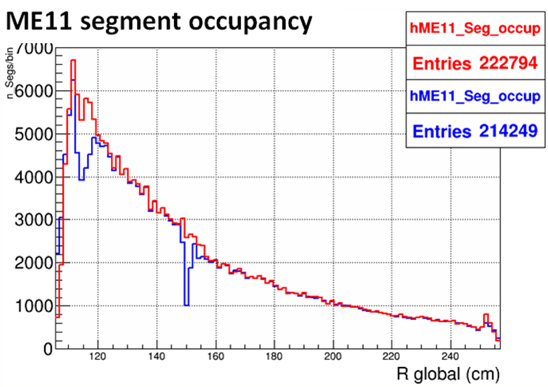 ME11 segment occupancy
hME11_Seg_occup
Entries 222794
hME11_Seg_occup
Entries 214249
n_Segs/bin
7000
6000
5000
4000
3000
2000
1000
0
120 140 160 180 200 220 240
R global (cm)